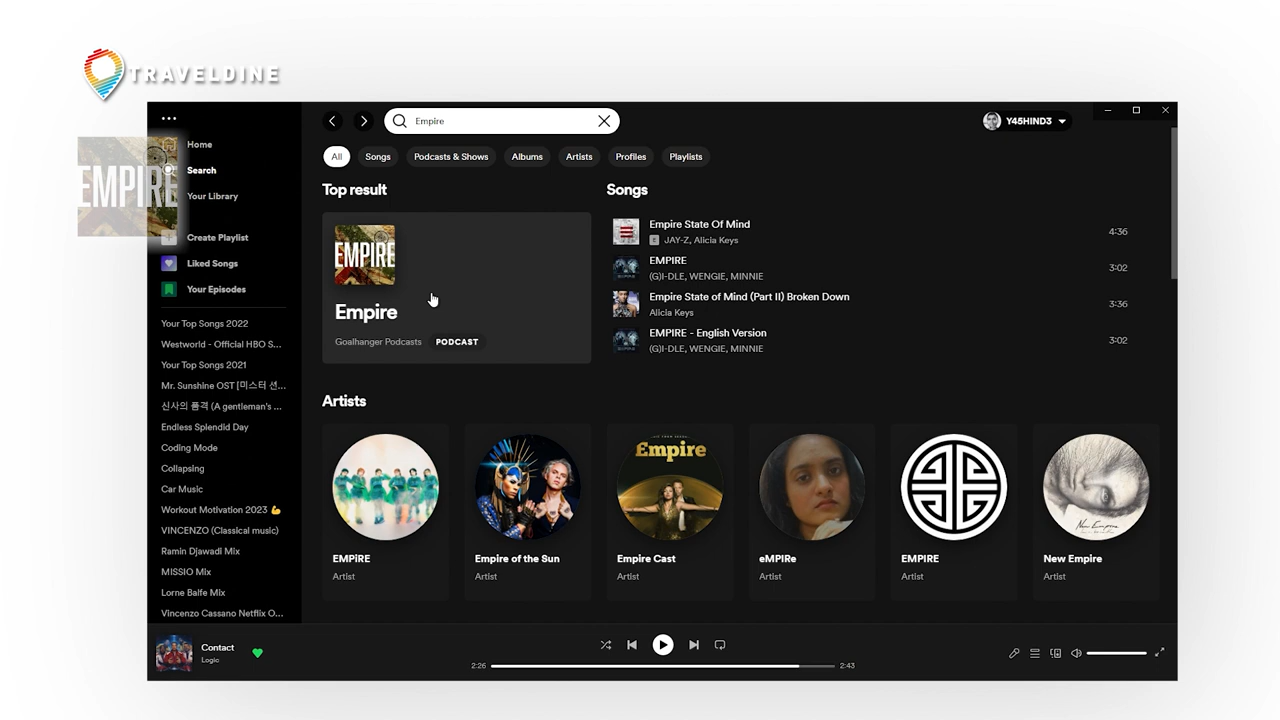 TRAVELDINE
EMPIRE
Home
Search
Your Library
Create Playlist
Liked Songs
Your Episodes
Your Top Songs 2022
Westworld - Official HBO S...
Your Top Songs 2021
Mr. Sunshine OST [미스터 션...
신사의 품격 (A gentleman's ...
Endless Splendid Day
Coding Mode
Collapsing
Car Music
Workout Motivation 2023 💪
VINCENZO (Classical music)
Ramin Djawadi Mix
MISSIO Mix
Lorne Balfe Mix
Vincenzo Cassano Netflix O...
Empire
Y45HIND3
All Songs Podcasts & Shows Albums Artists Profiles Playlists
Top result
EMPIRE
Empire
Goalhanger Podcasts PODCAST
Songs
Empire State Of Mind
E JAY-Z, Alicia Keys
4:36
EMPIRE
(G)I-DLE, WENGIE, MINNIE
3:02
Empire State of Mind (Part II) Broken Down
Alicia Keys
3:36
EMPIRE - English Version
(G)I-DLE, WENGIE, MINNIE
3:02
Artists
EMPiRE
Artist
Empire of the Sun
Artist
Empire
Empire Cast
Artist
eMPIRe
Artist
EMPIRE
Artist
New Empire
New Empire
Artist
Contact
Logic
2:26
2:43